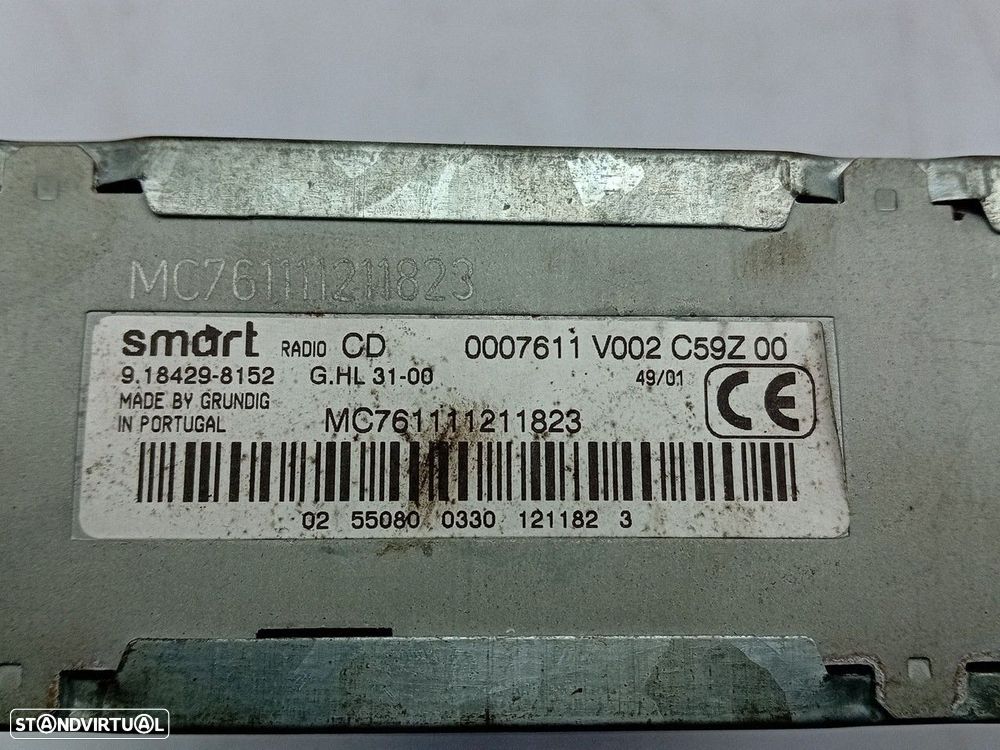 MC761111211823
smart RADIO CD 0007611 V002 C59Z 00
9.18429-8152 G.HL 31-00 49/01
MADE BY GRUNDIG
IN PORTUGAL MC761111211823
CE
02 55080 0330 121182 3
STANDVIRTUAL